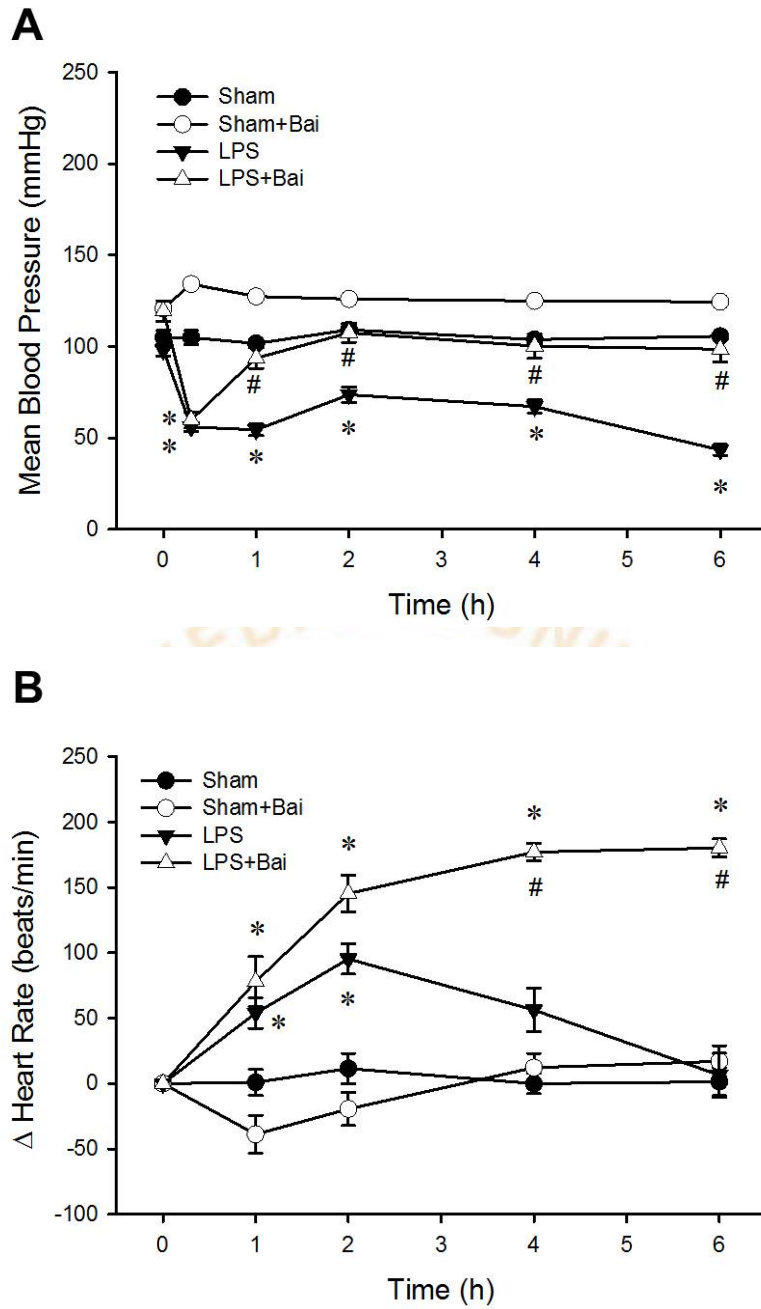 A
250
200
150
100
50
0
Mean Blood Pressure (mmHg)
Sham
Sham+Bai
LPS
LPS+Bai
# # # #
* * * * * *
0 1 2 3 4 5 6
Time (h)
B
250
200
150
100
50
0
-50
-100
Δ Heart Rate (beats/min)
Sham
Sham+Bai
LPS
LPS+Bai
* * * *
# #
* *
0 1 2 3 4 5 6
Time (h)